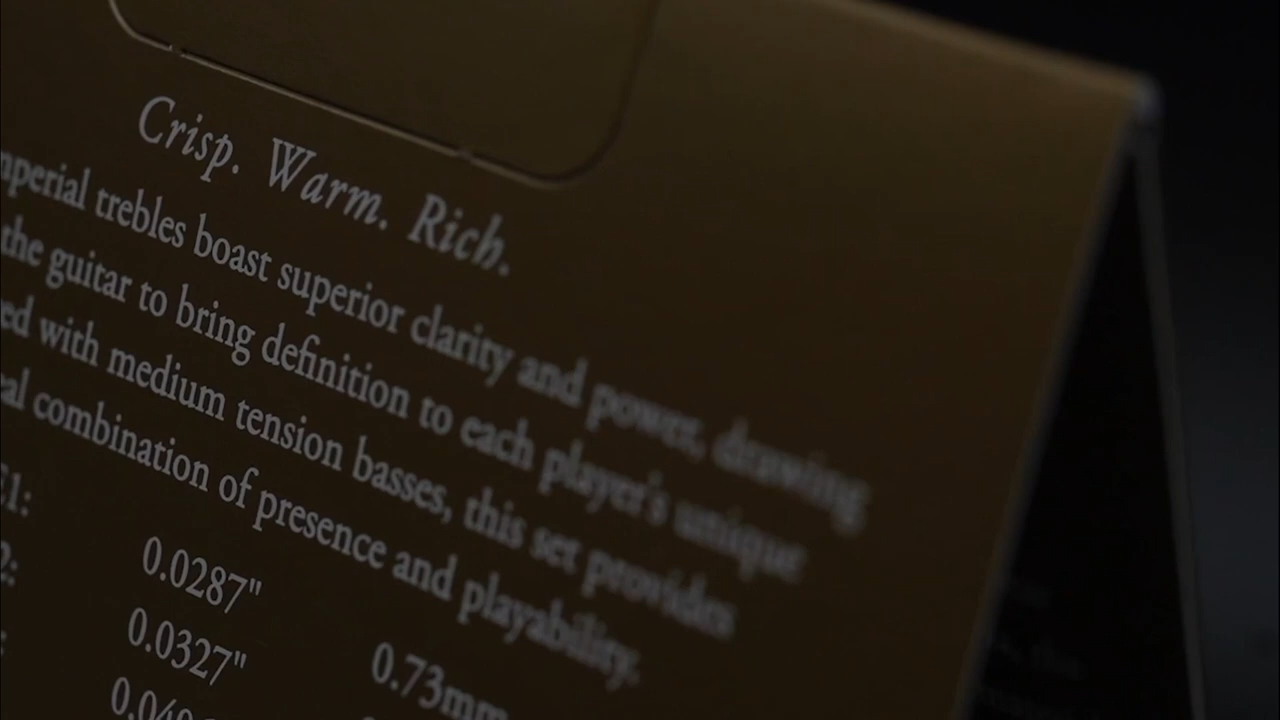 Crisp. Warm. Rich.
mperial trebles boast superior clarity and power, drawing
the guitar to bring definition to each player's unique
ed with medium tension basses, this set provides
al combination of presence and playability.
E1:
2: 0.0287"
: 0.0327" 0.73mm
0.040